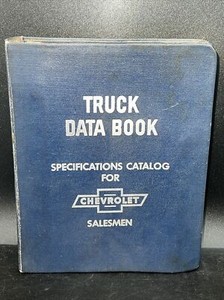 TRUCK
DATA BOOK
SPECIFICATIONS CATALOG
FOR
CHEVROLET
SALESMEN